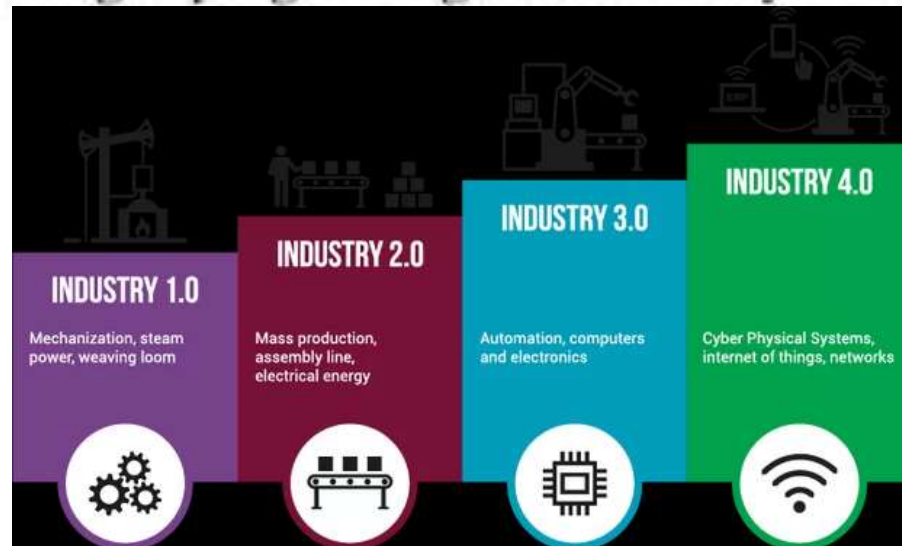 INDUSTRY 1.0
Mechanization, steam
power, weaving loom
INDUSTRY 2.0
Mass production,
assembly line,
electrical energy
INDUSTRY 3.0
Automation, computers
and electronics
ERP
INDUSTRY 4.0
Cyber Physical Systems,
internet of things, networks